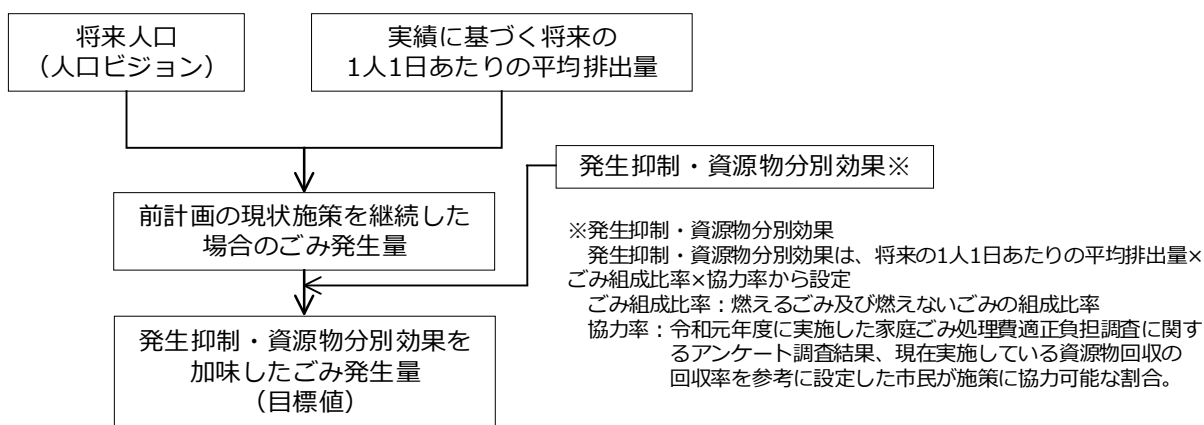 将来人口
（人口ビジョン）
実績に基づく将来の
1人1日あたりの平均排出量
発生抑制・資源物分別効果※
前計画の現状施策を継続した
場合のごみ発生量
※発生抑制・資源物分別効果
発生抑制・資源物分別効果は、将来の1人1日あたりの平均排出量×
ごみ組成比率×協力率から設定
ごみ組成比率：燃えるごみ及び燃えないごみの組成比率
協力率：令和元年度に実施した家庭ごみ処理費適正負担調査に関す
るアンケート調査結果、現在実施している資源物回収の
回収率を参考に設定した市民が施策に協力可能な割合。
発生抑制・資源物分別効果を
加味したごみ発生量
（目標値）